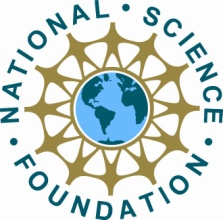 NATIONAL · SCIENCE
· FOUNDATION ·